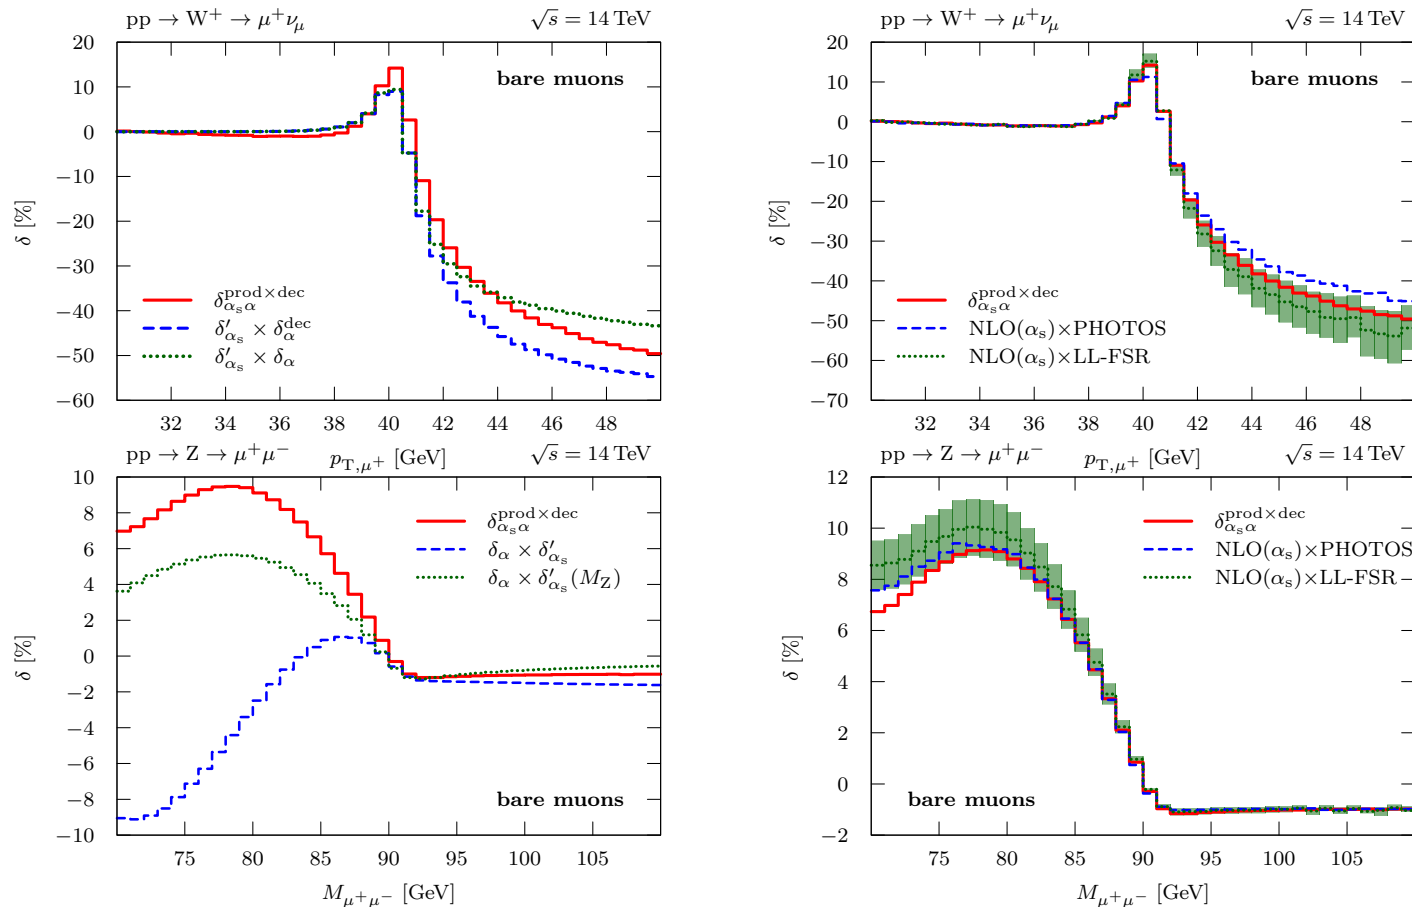 pp → W⁺ → μ⁺ν_μ √s = 14 TeV
20
10
0
−10
−20
−30
−40
−50
−60
δ [%]
bare muons
δ^{prod×dec}_{α_sα}
δ′_{α_s} × δ^{dec}_α
δ′_{α_s} × δ_α
32 34 36 38 40 42 44 46 48
p_{T,μ⁺} [GeV]
pp → W⁺ → μ⁺ν_μ √s = 14 TeV
20
10
0
−10
−20
−30
−40
−50
−60
−70
δ [%]
bare muons
δ^{prod×dec}_{α_sα}
NLO(α_s)×PHOTOS
NLO(α_s)×LL-FSR
32 34 36 38 40 42 44 46 48
p_{T,μ⁺} [GeV]
pp → Z → μ⁺μ⁻ √s = 14 TeV
10
8
6
4
2
0
−2
−4
−6
−8
−10
δ [%]
δ^{prod×dec}_{α_sα}
δ_α × δ′_{α_s}
δ_α × δ′_{α_s}(M_Z)
bare muons
75 80 85 90 95 100 105
M_{μ⁺μ⁻} [GeV]
pp → Z → μ⁺μ⁻ √s = 14 TeV
12
10
8
6
4
2
0
−2
δ [%]
δ^{prod×dec}_{α_sα}
NLO(α_s)×PHOTOS
NLO(α_s)×LL-FSR
bare muons
75 80 85 90 95 100 105
M_{μ⁺μ⁻} [GeV]